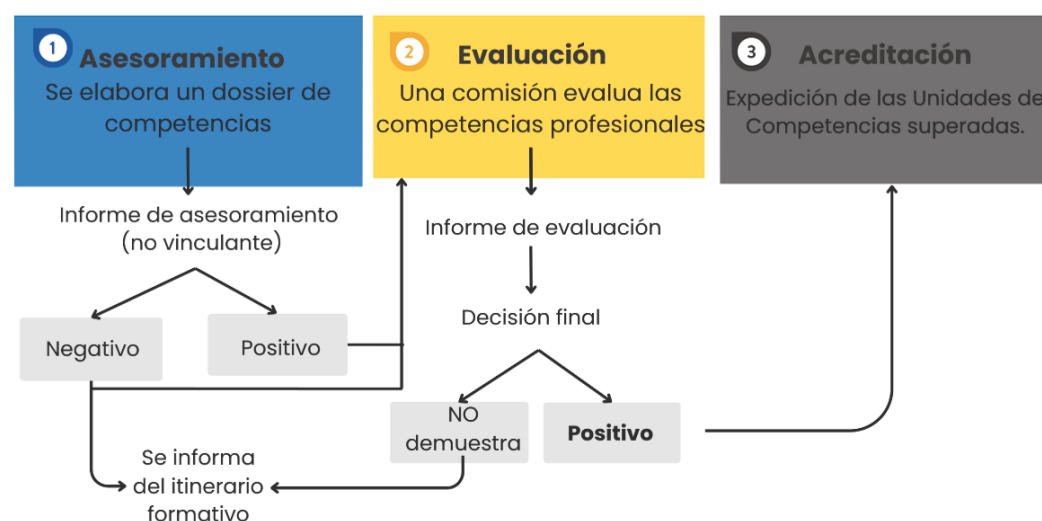 1
Asesoramiento
Se elabora un dossier de
competencias
2
Evaluación
Una comisión evalua las
competencias profesionales
3
Acreditación
Expedición de las Unidades de
Competencias superadas.
Informe de asesoramiento
(no vinculante)
Negativo
Positivo
Se informa
del itinerario
formativo
Informe de evaluación
Decisión final
NO
demuestra
Positivo